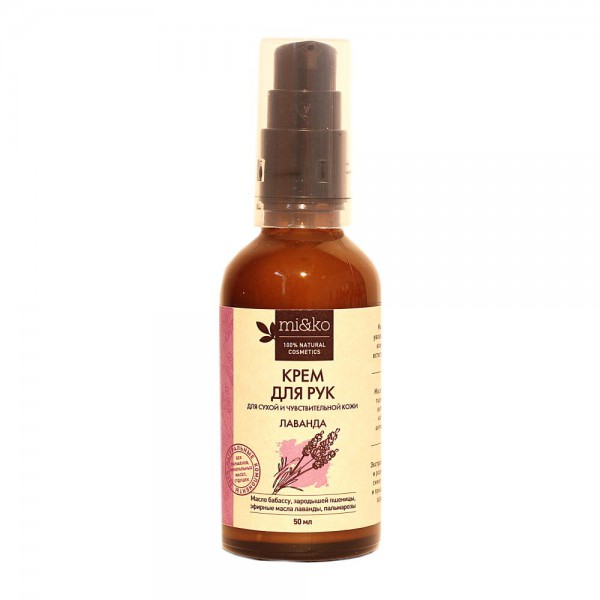 mi&ko
100% NATURAL
COSMETICS
КРЕМ
ДЛЯ РУК
ДЛЯ СУХОЙ И ЧУВСТВИТЕЛЬНОЙ КОЖИ
ЛАВАНДА
Масло бабассу, зародышей пшеницы,
эфирные масла лаванды, пальмарозы
50 мл